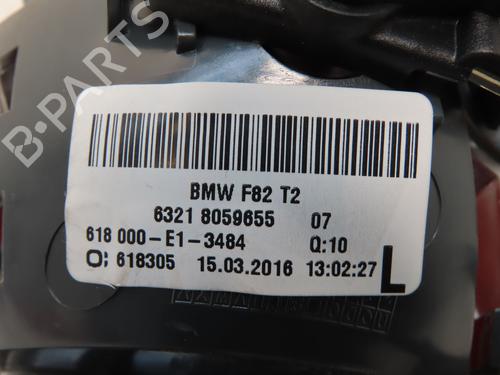 B-PARTS
BMW F82 T2
6321 8059655 07
618 000-E1-3484 Q:10
O; 618305 15.03.2016 13:02:27 L